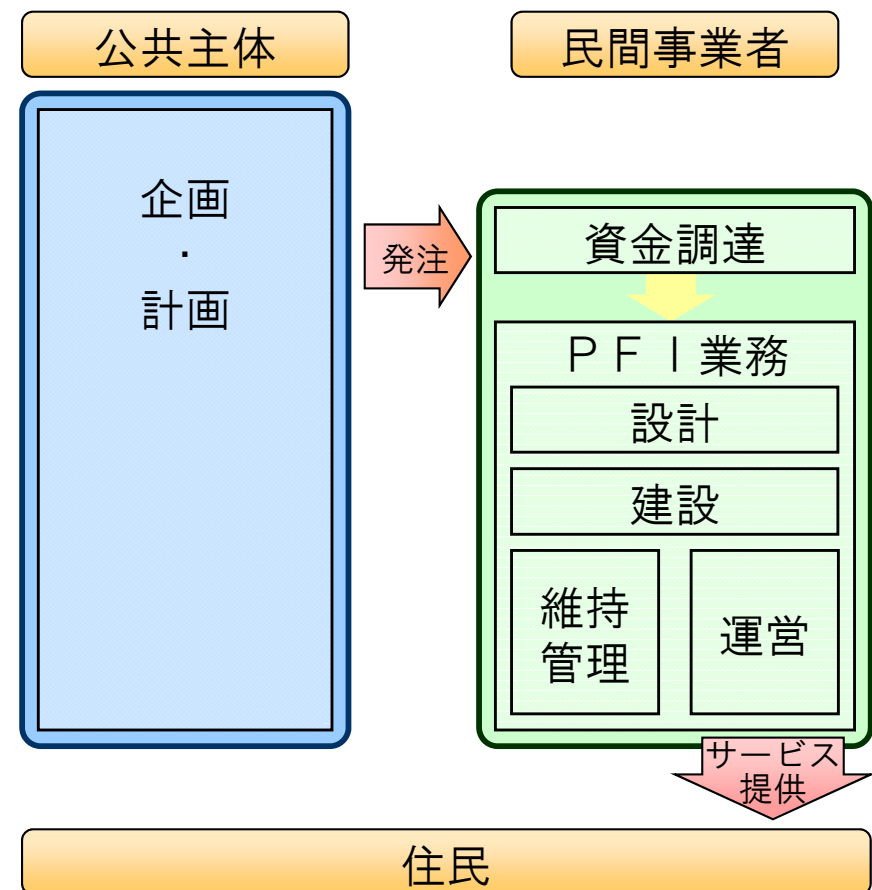 公共主体
民間事業者
企画
・
計画
発注
資金調達
ＰＦＩ業務
設計
建設
維持
管理
運営
サービス
提供
住民